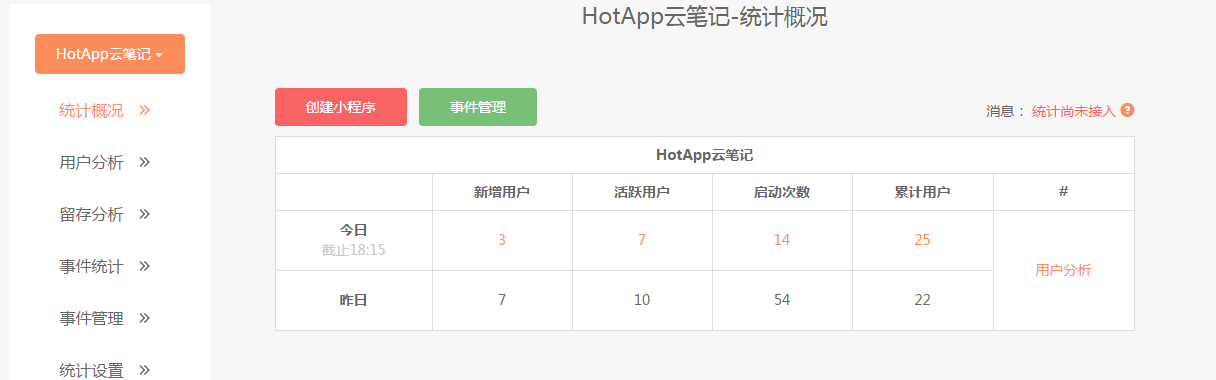 HotApp云笔记-统计概况
HotApp云笔记
统计概况
用户分析
留存分析
事件统计
事件管理
统计设置
创建小程序 事件管理
消息： 统计尚未接入 ?
HotApp云笔记
新增用户 活跃用户 启动次数 累计用户 #
今日
截止18:15
3 7 14 25
用户分析
昨日 7 10 54 22